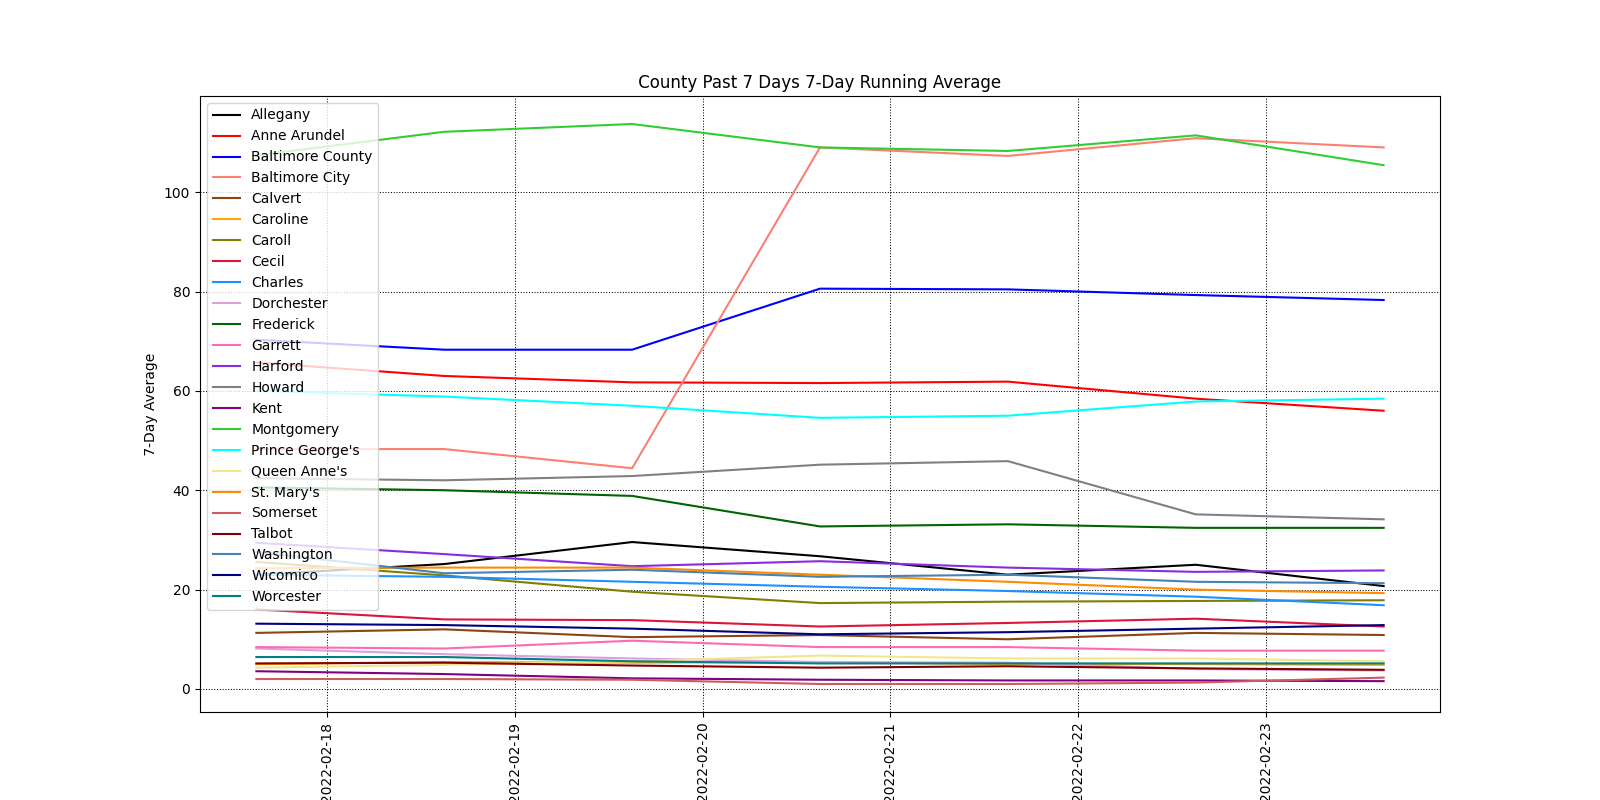 County Past 7 Days 7-Day Running Average
Allegany
Anne Arundel
Baltimore County
Baltimore City
Calvert
Caroline
Caroll
Cecil
Charles
Dorchester
Frederick
Garrett
Harford
Howard
Kent
Montgomery
Prince George's
Queen Anne's
St. Mary's
Somerset
Talbot
Washington
Wicomico
Worcester
7-Day Average
100
80
60
40
20
0
2022-02-18
2022-02-19
2022-02-20
2022-02-21
2022-02-22
2022-02-23